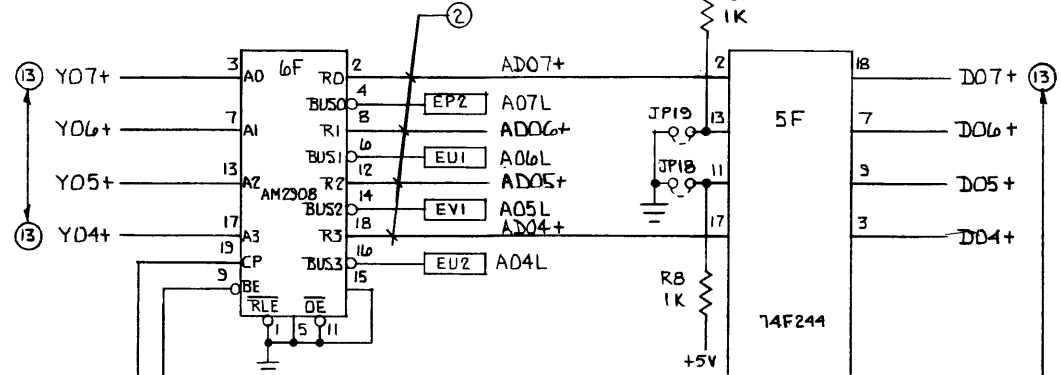 2
1K
3 6F 2 AD07+ 2 18
13 Y07+ A0 R0 D07+ 13
4
BUS0 EP2 A07L
7 8 JP19 13 5F 7
Y06+ A1 R1 AD06+ D06+
6
BUS1 EU1 A06L
13 12 JP18 11 9
Y05+ A2 R2 AD05+ D05+
AM2908 14
BUS2 EV1 A05L
17 18 AD04+ 17 3
13 Y04+ A3 R3 D04+
19 16
CP BUS3 EU2 A04L
9 15
BE R8
RLE OE 1K
1 5 11 74F244
+5V